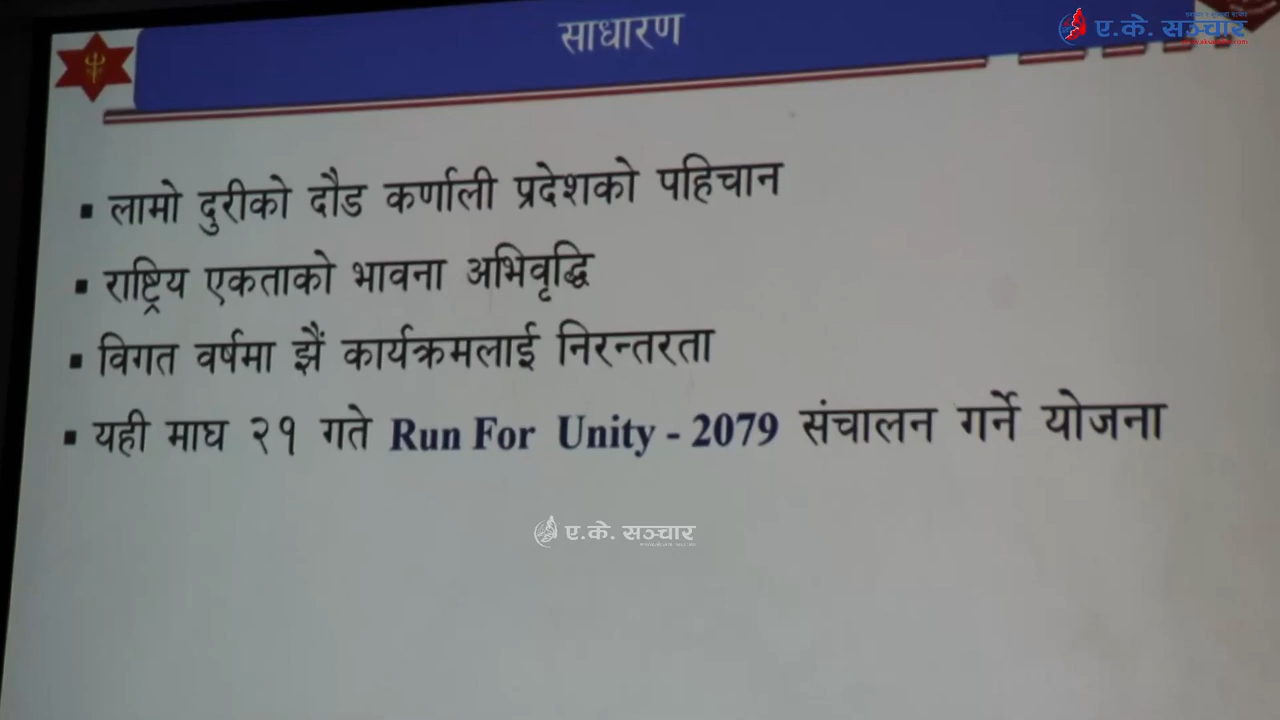 साधारण
ए.के. सञ्चार
▪ लामो दुरीको दौड कर्णाली प्रदेशको पहिचान
▪ राष्ट्रिय एकताको भावना अभिवृद्धि
▪ विगत वर्षमा झैं कार्यक्रमलाई निरन्तरता
▪ यही माघ २१ गते Run For Unity - 2079 संचालन गर्ने योजना
ए.के. सञ्चार